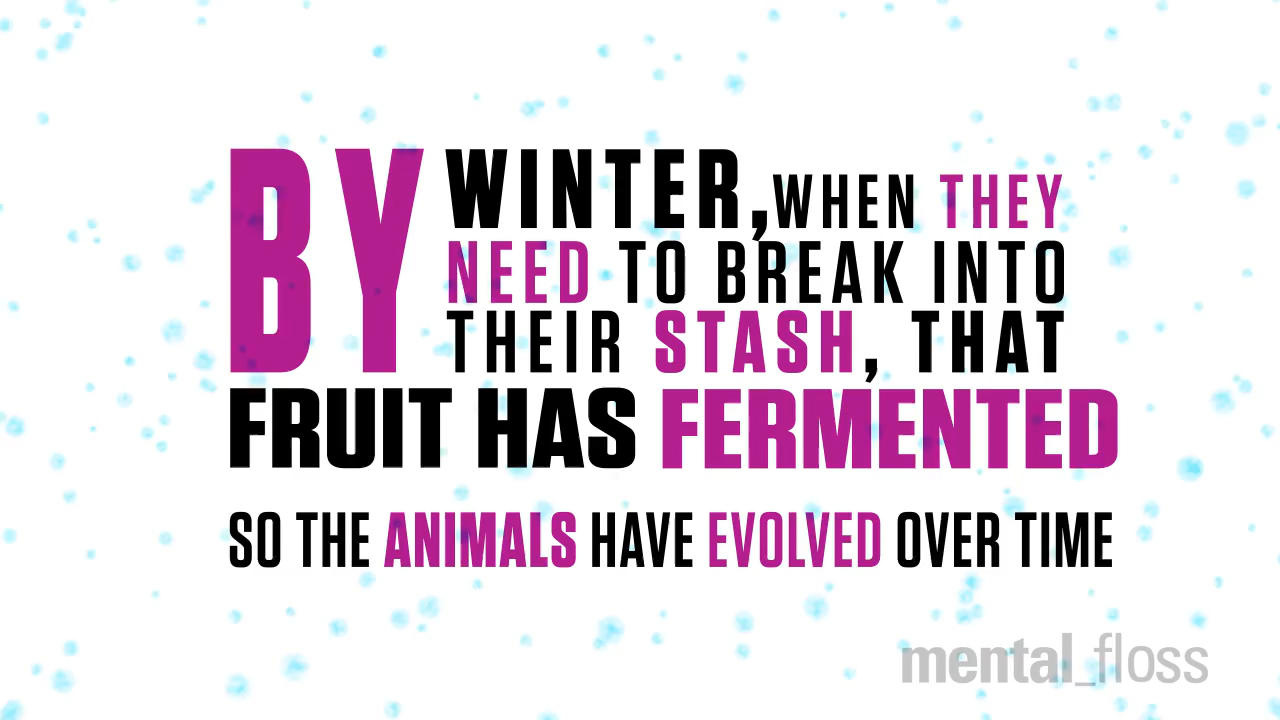 BY WINTER, WHEN THEY
NEED TO BREAK INTO
THEIR STASH, THAT
FRUIT HAS FERMENTED
SO THE ANIMALS HAVE EVOLVED OVER TIME
mental_floss